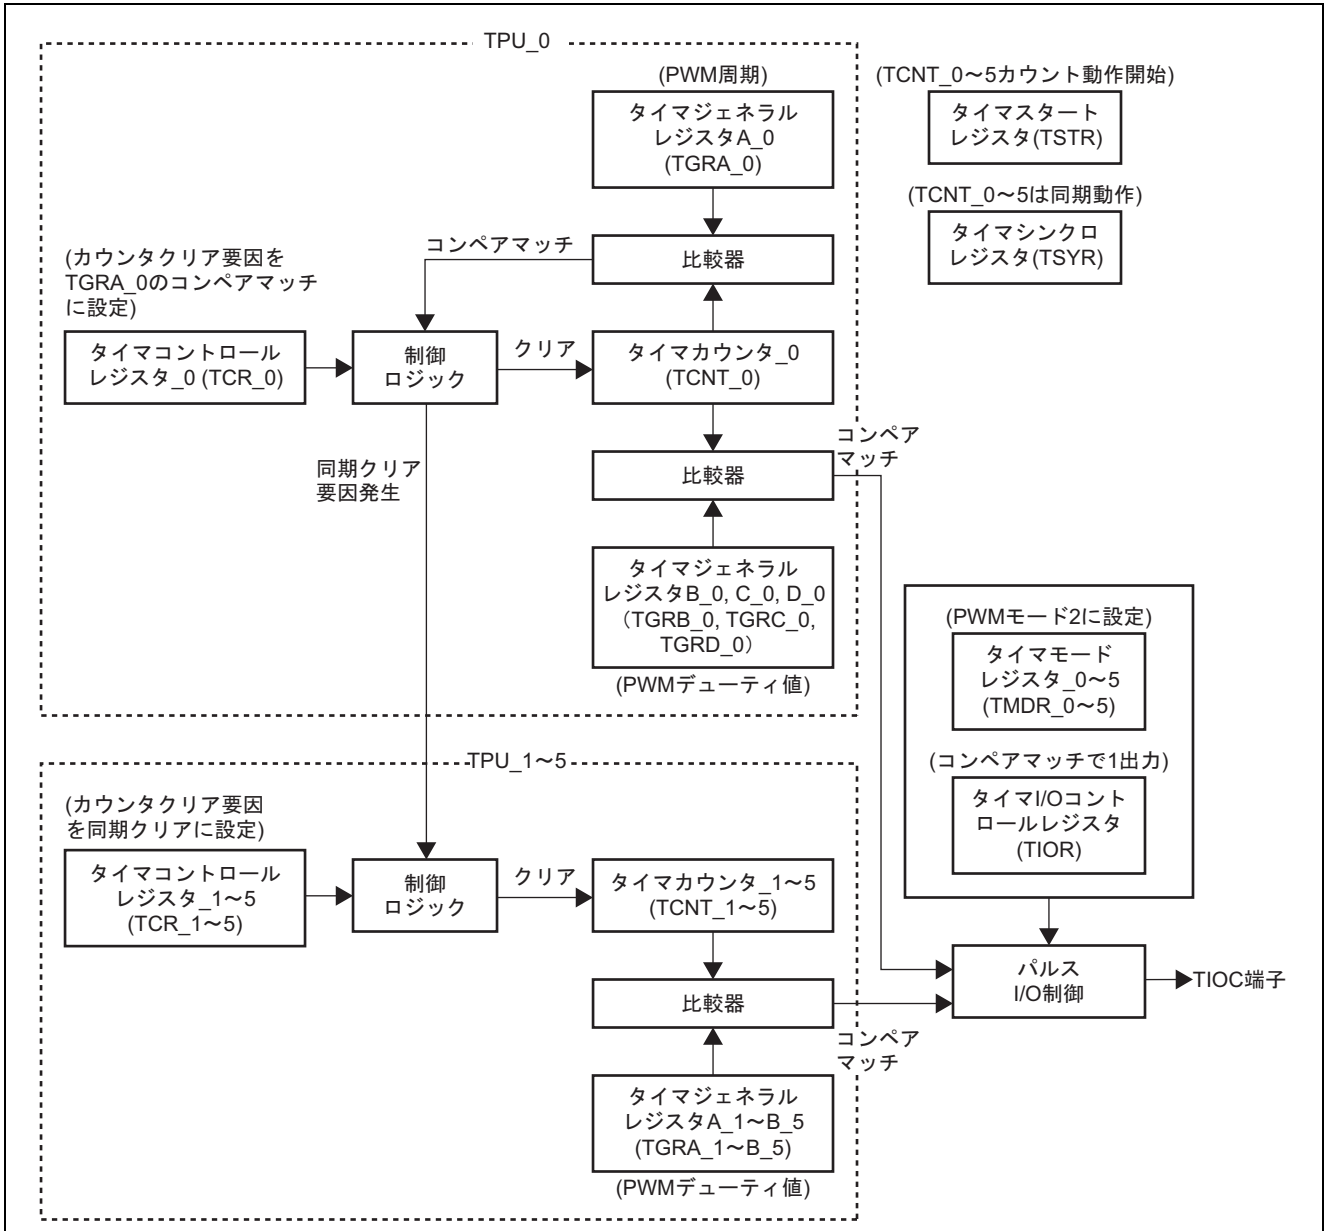 TPU_0
(PWM周期)
タイマジェネラル
レジスタA_0
(TGRA_0)
(TCNT_0～5カウント動作開始)
タイマスタート
レジスタ(TSTR)
(TCNT_0～5は同期動作)
タイマシンクロ
レジスタ(TSYR)
コンペアマッチ
比較器
(カウンタクリア要因を
TGRA_0のコンペアマッチ
に設定)
タイマコントロール
レジスタ_0 (TCR_0)
制御
ロジック
クリア
タイマカウンタ_0
(TCNT_0)
同期クリア
要因発生
比較器
コンペア
マッチ
タイマジェネラル
レジスタB_0, C_0, D_0
（TGRB_0, TGRC_0,
TGRD_0）
(PWMデューティ値)
(PWMモード2に設定)
タイマモード
レジスタ_0～5
(TMDR_0～5)
(コンペアマッチで1出力)
タイマI/Oコント
ロールレジスタ
(TIOR)
TPU_1～5
(カウンタクリア要因
を同期クリアに設定)
タイマコントロール
レジスタ_1～5
(TCR_1～5)
制御
ロジック
クリア
タイマカウンタ_1～5
(TCNT_1～5)
比較器
コンペア
マッチ
パルス
I/O制御
TIOC端子
タイマジェネラル
レジスタA_1～B_5
(TGRA_1～B_5)
(PWMデューティ値)